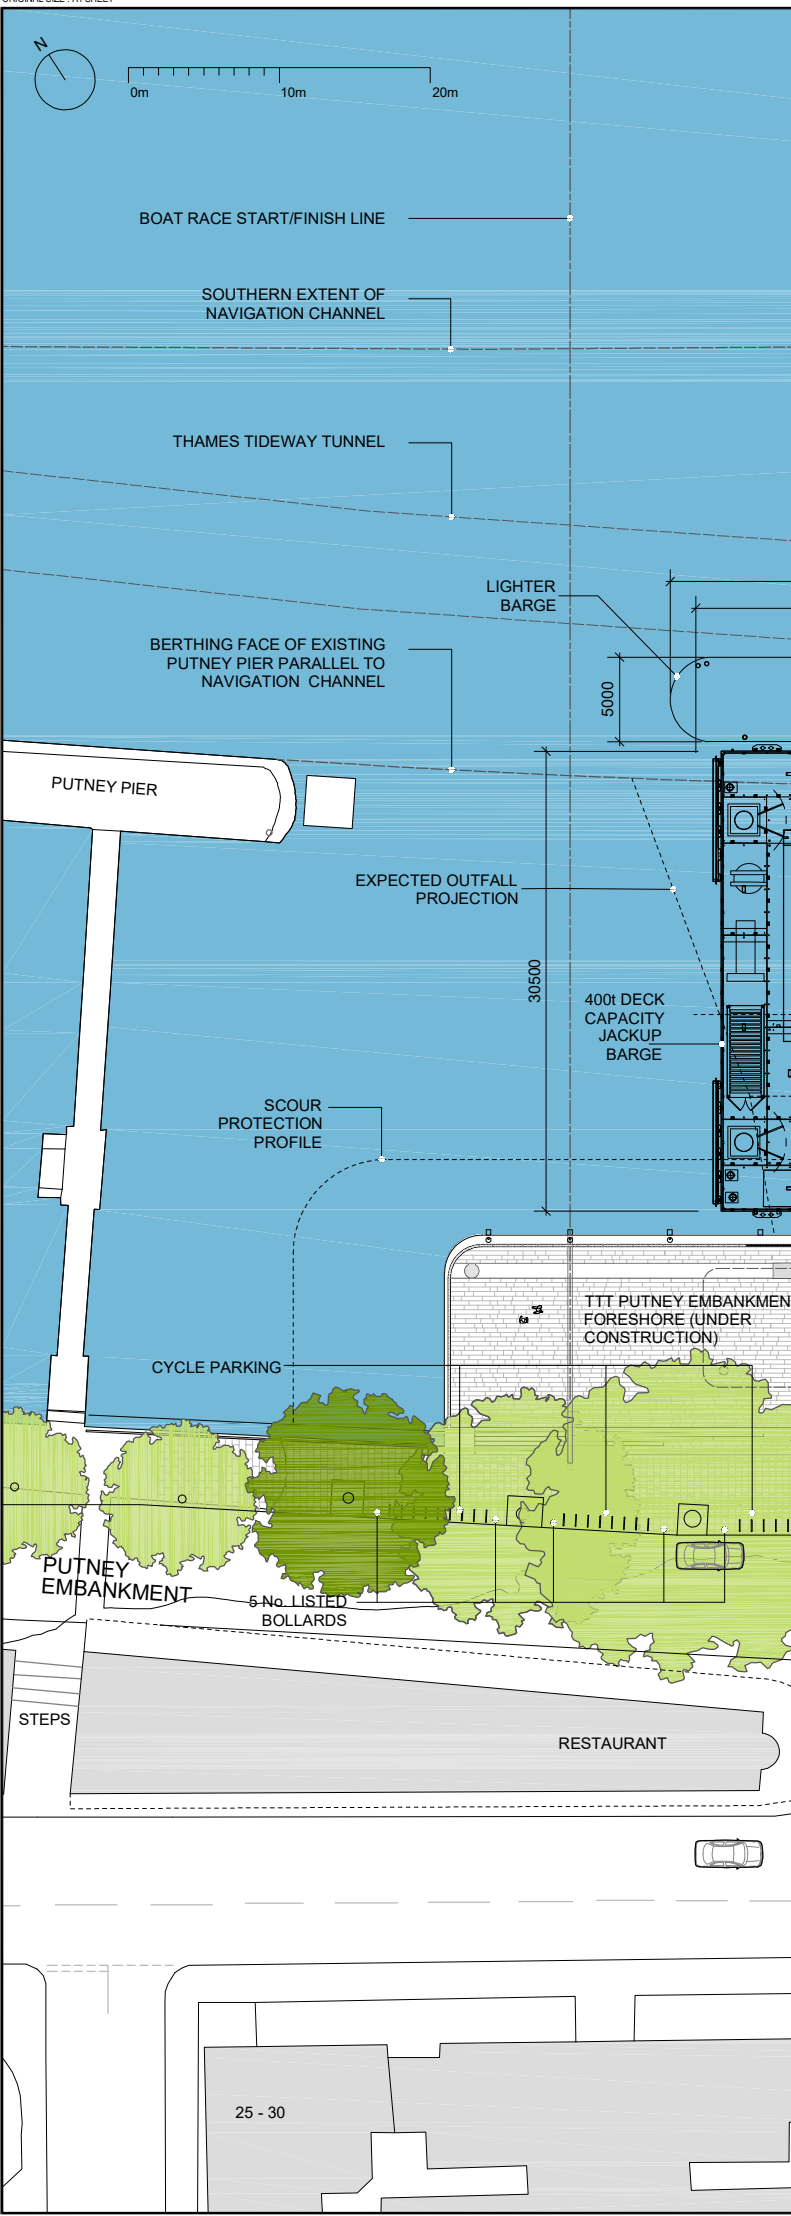 N
0m 10m 20m
BOAT RACE START/FINISH LINE
SOUTHERN EXTENT OF
NAVIGATION CHANNEL
THAMES TIDEWAY TUNNEL
LIGHTER
BARGE
BERTHING FACE OF EXISTING
PUTNEY PIER PARALLEL TO
NAVIGATION CHANNEL
5000
PUTNEY PIER
EXPECTED OUTFALL
PROJECTION
30500
400t DECK
CAPACITY
JACKUP
BARGE
SCOUR
PROTECTION
PROFILE
TTT PUTNEY EMBANKMEN
FORESHORE (UNDER
CONSTRUCTION)
CYCLE PARKING
PUTNEY
EMBANKMENT
5 No. LISTED
BOLLARDS
STEPS
RESTAURANT
25 - 30